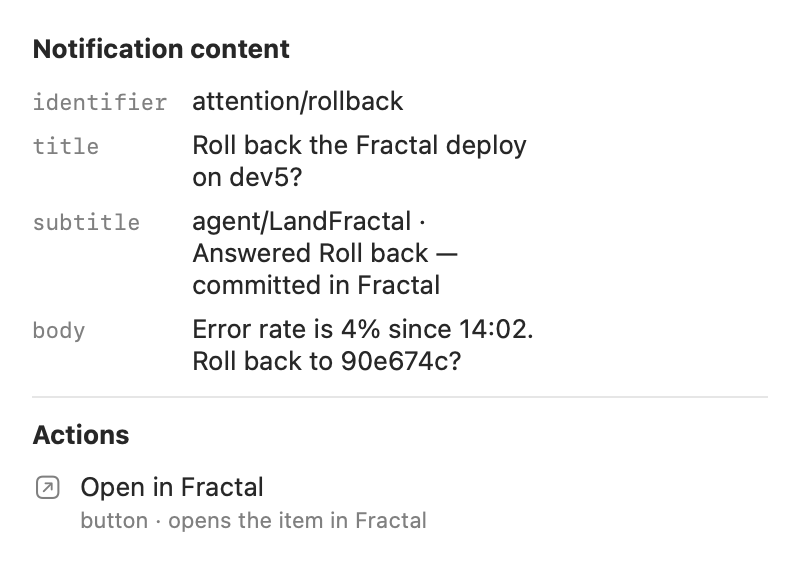 Notification content
identifier attention/rollback
title Roll back the Fractal deploy
on dev5?
subtitle agent/LandFractal ·
Answered Roll back —
committed in Fractal
body Error rate is 4% since 14:02.
Roll back to 90e674c?
Actions
Open in Fractal
button · opens the item in Fractal